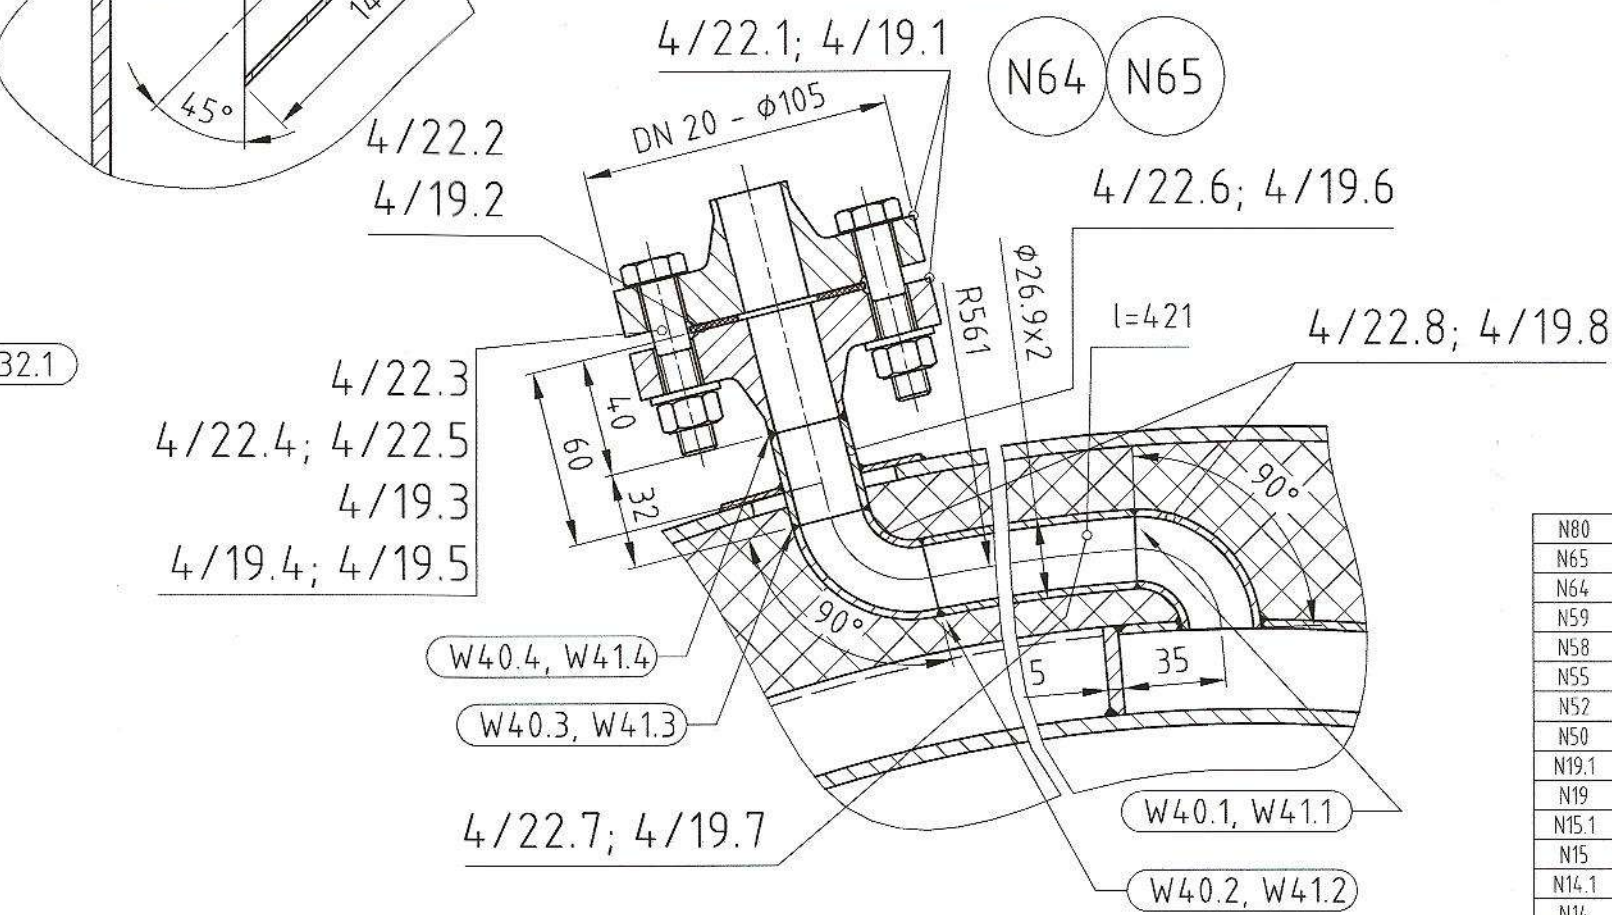 14
45°
4/22.1; 4/19.1
N64
N65
DN 20 - Φ105
4/22.2
4/19.2
4/22.6; 4/19.6
Φ26.9x2
R561
l=421
4/22.8; 4/19.8
32.1
4/22.3
4/22.4; 4/22.5
4/19.3
4/19.4; 4/19.5
40
60
32
90°
90°
W40.4, W41.4
W40.3, W41.3
5
35
4/22.7; 4/19.7
W40.1, W41.1
W40.2, W41.2
N80
N65
N64
N59
N58
N55
N52
N50
N19.1
N19
N15.1
N15
N14.1
N14